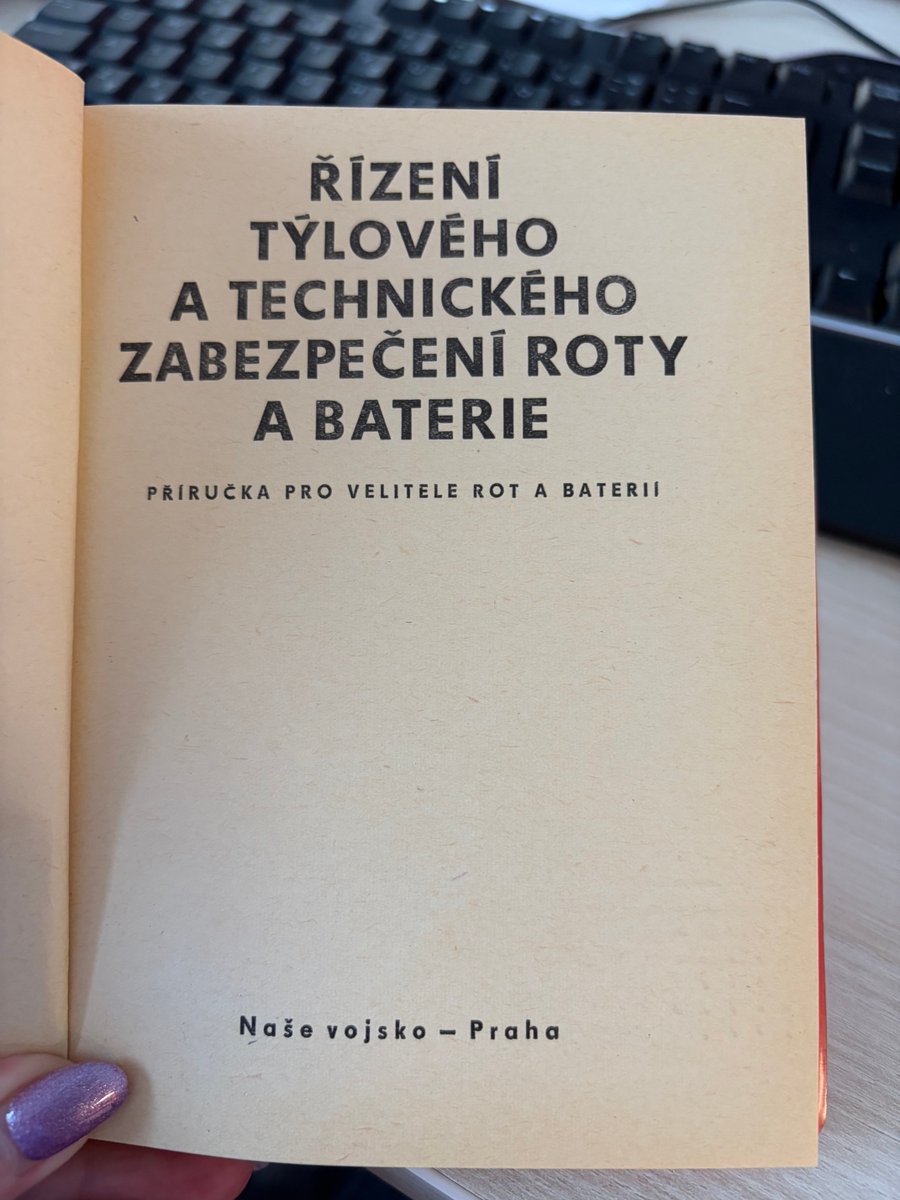 ŘÍZENÍ
TÝLOVÉHO
A TECHNICKÉHO
ZABEZPEČENÍ ROTY
A BATERIE
PŘÍRUČKA PRO VELITELE ROT A BATERIÍ
Naše vojsko – Praha